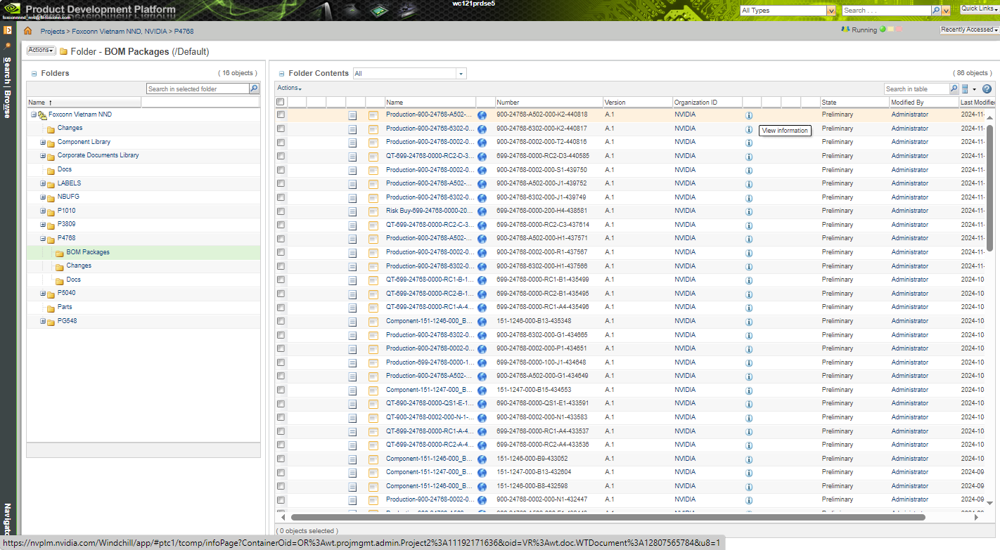 wc121prdse5
Product Development Platform
All Types
Search . . .
Quick Links
Projects > Foxconn Vietnam NND, NVIDIA > P4768
Running
Recently Accessed
Search | Browse
Navigato
Actions
Folder - BOM Packages (/Default)
Folders
( 16 objects )
Search in selected folder
Name ↑
Foxconn Vietnam NND
Changes
Component Library
Corporate Documents Library
Docs
LABELS
NBUFG
P1010
P3809
P4768
BOM Packages
Changes
Docs
P5040
Parts
PG548
Folder Contents All
( 86 objects )
Actions
Search in table
Name Number Version Organization ID State Modified By Last Modified
Production-900-24768-A502-... 900-24768-A502-000-K2-440818 A.1 NVIDIA Preliminary Administrator 2024-11-
Production-900-24768-6302-0... 900-24768-6302-000-K2-440817 A.1 NVIDIA Preliminary Administrator 2024-11-
View information
Production-900-24768-0002-0... 900-24768-0002-000-T2-440816 A.1 NVIDIA Preliminary Administrator 2024-11-
QT-699-24768-0000-RC2-D-3... 699-24768-0000-RC2-D3-440585 A.1 NVIDIA Preliminary Administrator 2024-11-
Production-900-24768-0002-0... 900-24768-0002-000-S1-439750 A.1 NVIDIA Preliminary Administrator 2024-11-
Production-900-24768-A502-... 900-24768-A502-000-J1-439752 A.1 NVIDIA Preliminary Administrator 2024-11-
Production-900-24768-6302-0... 900-24768-6302-000-J1-439749 A.1 NVIDIA Preliminary Administrator 2024-11-
Risk Buy-699-24768-0000-20... 699-24768-0000-200-H4-438581 A.1 NVIDIA Preliminary Administrator 2024-11-
QT-699-24768-0000-RC2-C-3... 699-24768-0000-RC2-C3-437614 A.1 NVIDIA Preliminary Administrator 2024-11-
Production-900-24768-A502-... 900-24768-A502-000-H1-437571 A.1 NVIDIA Preliminary Administrator 2024-11-
Production-900-24768-0002-0... 900-24768-0002-000-R1-437567 A.1 NVIDIA Preliminary Administrator 2024-11-
Production-900-24768-6302-0... 900-24768-6302-000-H1-437566 A.1 NVIDIA Preliminary Administrator 2024-11-
QT-699-24768-0000-RC1-B-1... 699-24768-0000-RC1-B1-435499 A.1 NVIDIA Preliminary Administrator 2024-10
QT-699-24768-0000-RC2-B-1... 699-24768-0000-RC2-B1-435495 A.1 NVIDIA Preliminary Administrator 2024-10
QT-699-24768-0000-RC1-A-4... 699-24768-0000-RC1-A4-435496 A.1 NVIDIA Preliminary Administrator 2024-10
Component-151-1246-000_B... 151-1246-000-B13-435348 A.1 NVIDIA Preliminary Administrator 2024-10
Production-900-24768-6302-0... 900-24768-6302-000-G1-434665 A.1 NVIDIA Preliminary Administrator 2024-10
Production-900-24768-0002-0... 900-24768-0002-000-P1-434651 A.1 NVIDIA Preliminary Administrator 2024-10
Production-699-24768-0000-1... 699-24768-0000-100-J1-434648 A.1 NVIDIA Preliminary Administrator 2024-10
Production-900-24768-A502-... 900-24768-A502-000-G1-434649 A.1 NVIDIA Preliminary Administrator 2024-10
Component-151-1247-000_B... 151-1247-000-B15-434553 A.1 NVIDIA Preliminary Administrator 2024-10
QT-690-24768-0000-QS1-E-1... 690-24768-0000-QS1-E1-433591 A.1 NVIDIA Preliminary Administrator 2024-10
QT-900-24768-0002-000-N-1-... 900-24768-0002-000-N1-433583 A.1 NVIDIA Preliminary Administrator 2024-10
QT-699-24768-0000-RC1-A-4... 699-24768-0000-RC1-A4-433537 A.1 NVIDIA Preliminary Administrator 2024-10
QT-699-24768-0000-RC2-A-4... 699-24768-0000-RC2-A4-433536 A.1 NVIDIA Preliminary Administrator 2024-10
Component-151-1246-000_B... 151-1246-000-B9-433052 A.1 NVIDIA Preliminary Administrator 2024-10
Component-151-1247-000_B... 151-1247-000-B13-432604 A.1 NVIDIA Preliminary Administrator 2024-09
Component-151-1246-000_B... 151-1246-000-B8-432598 A.1 NVIDIA Preliminary Administrator 2024-09
Production-900-24768-0002-0... 900-24768-0002-000-N1-432447 A.1 NVIDIA Preliminary Administrator 2024-09
( 0 objects selected )
https://nvplm.nvidia.com/Windchill/app/#ptc1/tcomp/infoPage?ContainerOid=OR%3Awt.projmgmt.admin.Project2%3A11192171636&oid=VR%3Awt.doc.WTDocument%3A12807565784&u8=1